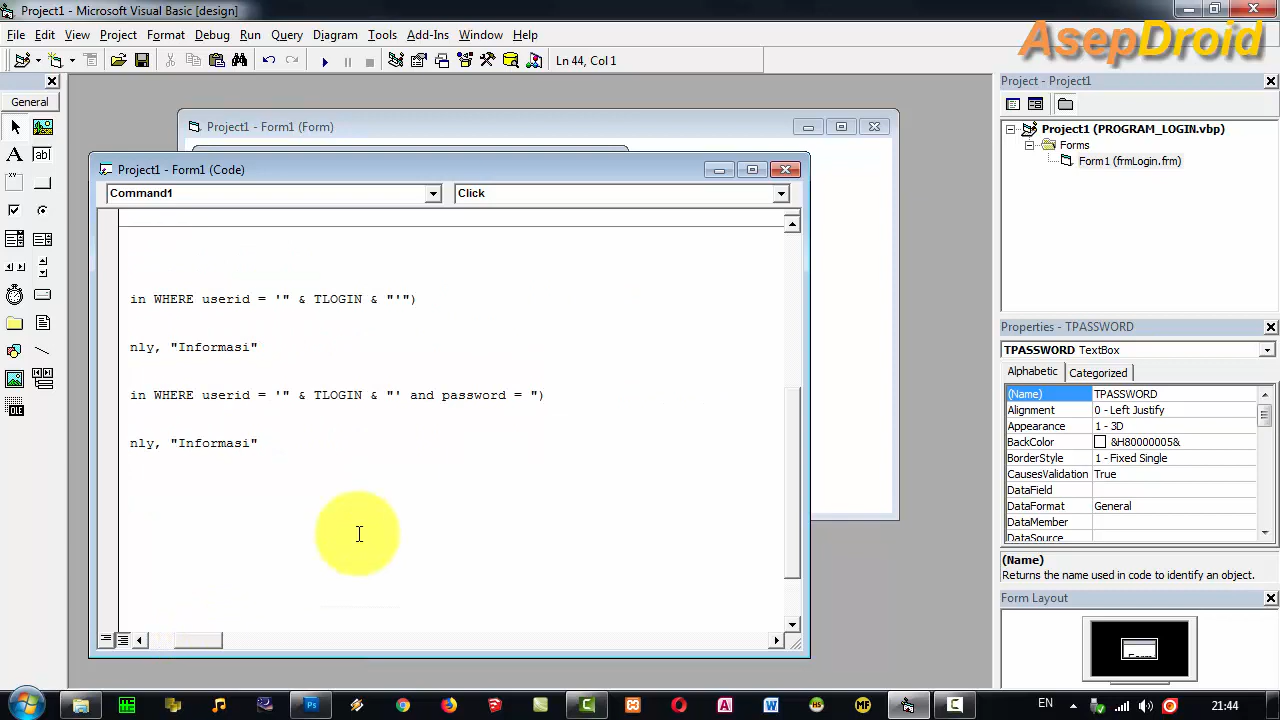 Project1 - Microsoft Visual Basic [design]
File Edit View Project Format Debug Run Query Diagram Tools Add-Ins Window Help
AsepDroid
Ln 44, Col 1
General
Project1 - Form1 (Form)
Project1 - Form1 (Code)
Command1 Click
in WHERE userid = '" & TLOGIN & "'")
nly, "Informasi"
in WHERE userid = '" & TLOGIN & "' and password = ")
nly, "Informasi"
Project - Project1
Project1 (PROGRAM_LOGIN.vbp)
Forms
Form1 (frmLogin.frm)
Properties - TPASSWORD
TPASSWORD TextBox
Alphabetic Categorized
(Name) TPASSWORD
Alignment 0 - Left Justify
Appearance 1 - 3D
BackColor &H80000005&
BorderStyle 1 - Fixed Single
CausesValidation True
DataField
DataFormat General
DataMember
DataSource
(Name)
Returns the name used in code to identify an object.
Form Layout
EN 21:44